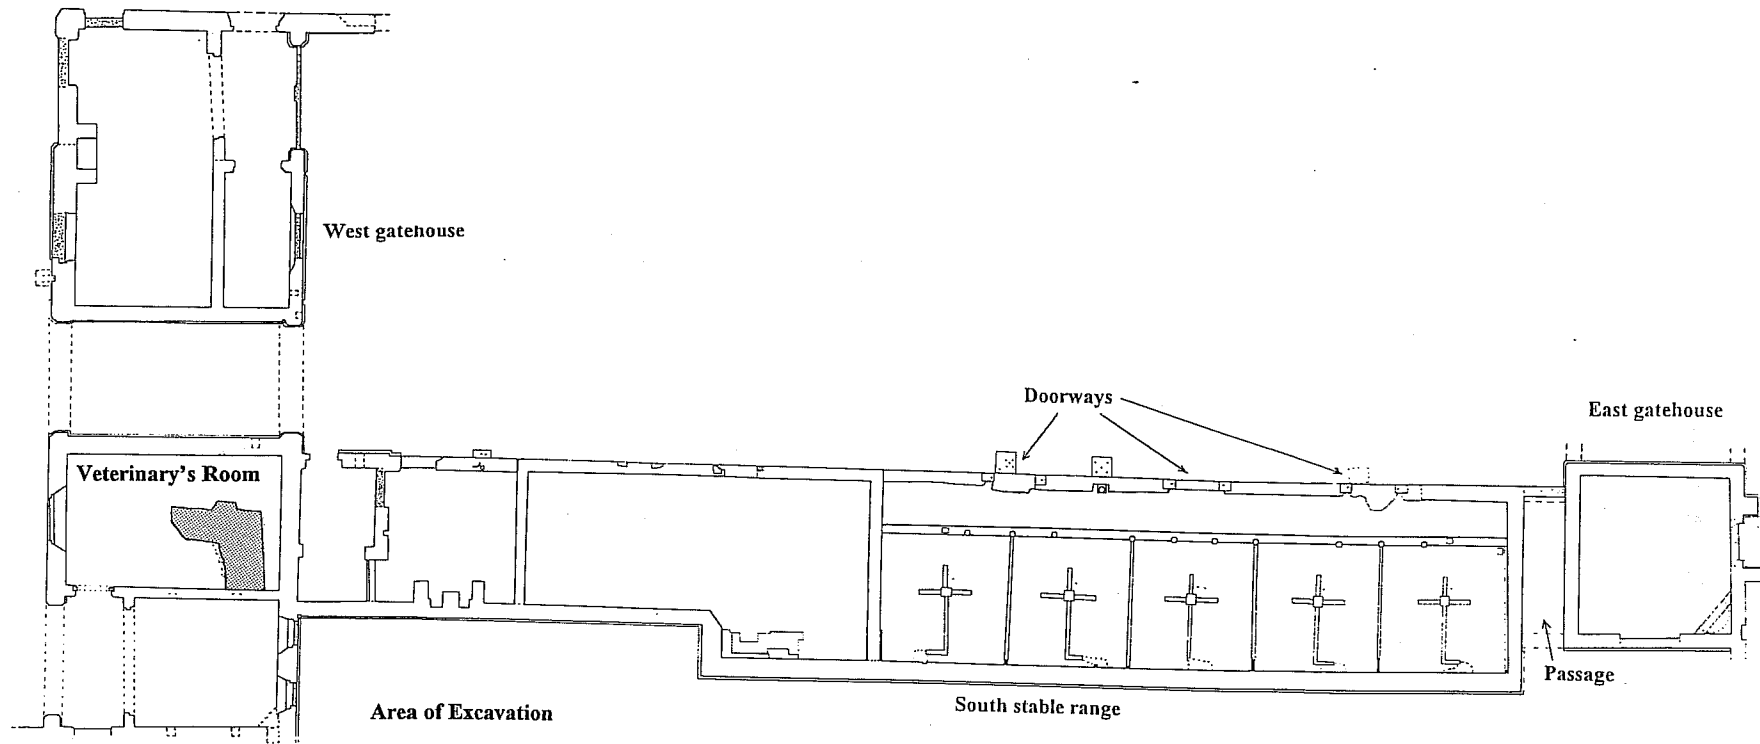 West gatehouse
Doorways
East gatehouse
Veterinary's Room
Passage
South stable range
Area of Excavation